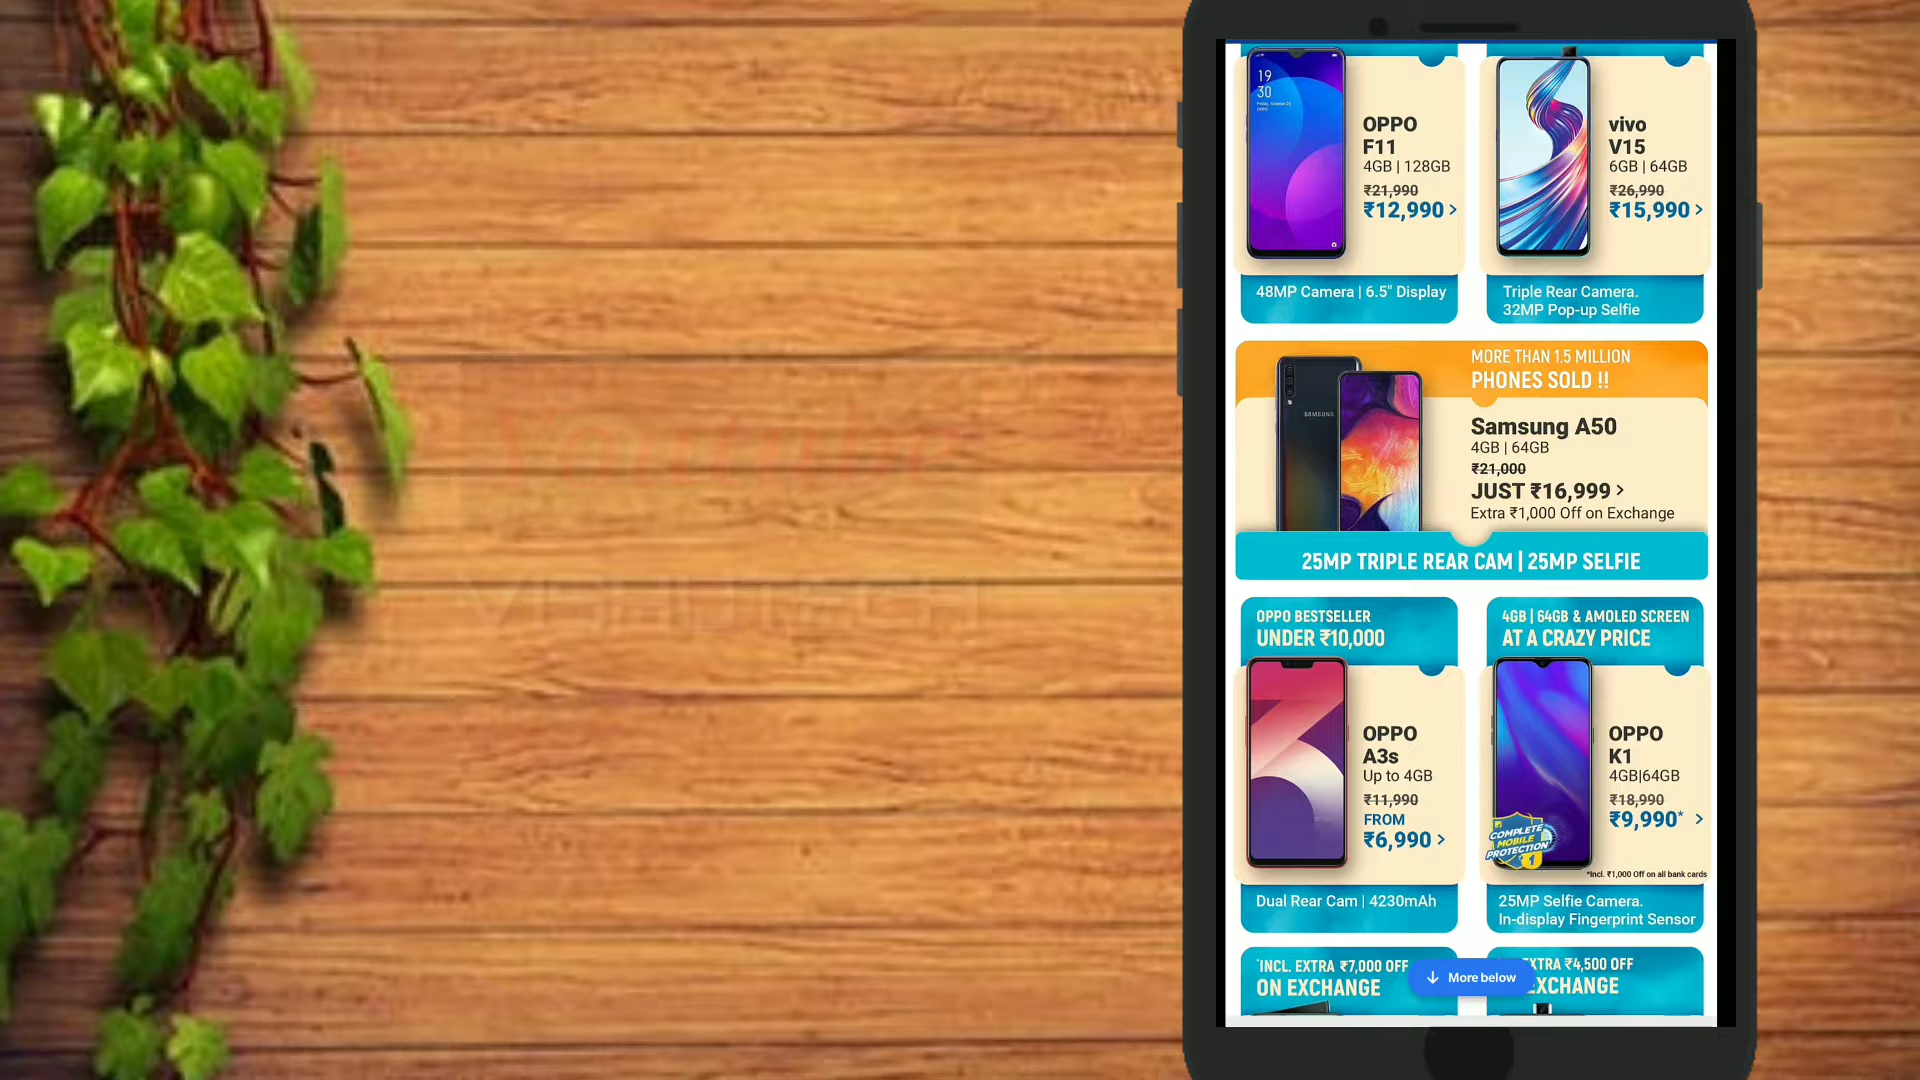 19
30
OPPO
F11
4GB | 128GB
₹21,990
₹12,990 >
48MP Camera | 6.5" Display
vivo
V15
6GB | 64GB
₹26,990
₹15,990 >
Triple Rear Camera.
32MP Pop-up Selfie
MORE THAN 1.5 MILLION
PHONES SOLD !!
SAMSUNG
Samsung A50
4GB | 64GB
₹21,000
JUST ₹16,999 >
Extra ₹1,000 Off on Exchange
25MP TRIPLE REAR CAM | 25MP SELFIE
OPPO BESTSELLER
UNDER ₹10,000
OPPO
A3s
Up to 4GB
₹11,990
FROM
₹6,990 >
Dual Rear Cam | 4230mAh
4GB | 64GB & AMOLED SCREEN
AT A CRAZY PRICE
OPPO
K1
4GB|64GB
₹18,990
₹9,990* >
COMPLETE
MOBILE
PROTECTION
₹1
*Incl. ₹1,000 Off on all bank cards
25MP Selfie Camera.
In-display Fingerprint Sensor
*INCL. EXTRA ₹7,000 OFF
ON EXCHANGE
EXTRA ₹4,500 OFF
EXCHANGE
↓ More below
Youtube